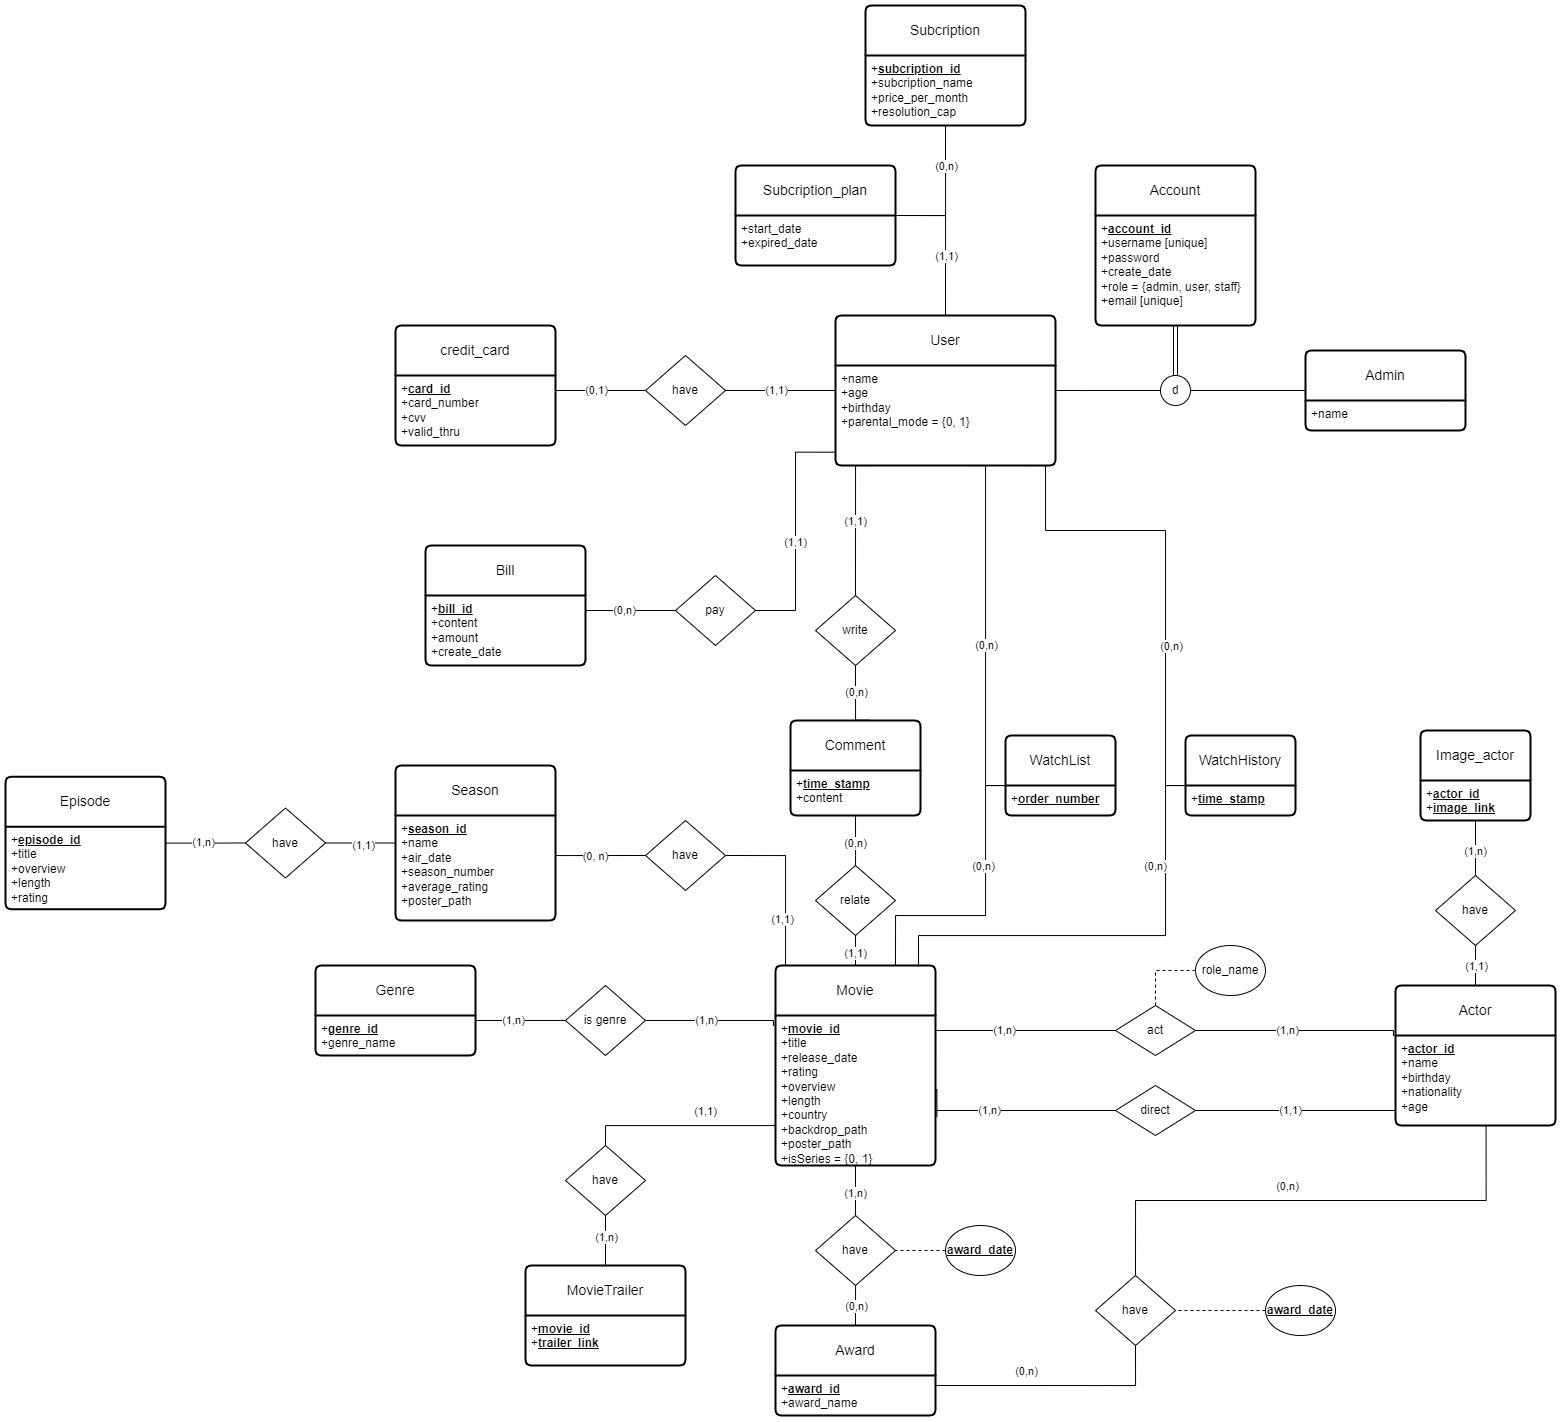 Subcription
+subcription_id
+subcription_name
+price_per_month
+resolution_cap
(0,n)
Subcription_plan
+start_date
+expired_date
(1,1)
Account
+account_id
+username [unique]
+password
+create_date
+role = {admin, user, staff}
+email [unique]
credit_card
+card_id
+card_number
+cvv
+valid_thru
(0,1)
have
(1,1)
User
+name
+age
+birthday
+parental_mode = {0, 1}
d
Admin
+name
(1,1)
(1,1)
Bill
+bill_id
+content
+amount
+create_date
(0,n)
pay
write
(0,n)
(0,n)
(0,n)
Comment
+time_stamp
+content
WatchList
+order_number
WatchHistory
+time_stamp
Image_actor
+actor_id
+image_link
Episode
+episode_id
+title
+overview
+length
+rating
(1,n)
have
(1,1)
Season
+season_id
+name
+air_date
+season_number
+average_rating
+poster_path
(0, n)
have
(1,1)
(0,n)
relate
(1,1)
(0,n)
(0,n)
(1,n)
have
(1,1)
Genre
+genre_id
+genre_name
(1,n)
is genre
(1,n)
Movie
+movie_id
+title
+release_date
+rating
+overview
+length
+country
+backdrop_path
+poster_path
+isSeries = {0, 1}
role_name
(1,n)
act
(1,n)
(1,n)
direct
(1,1)
Actor
+actor_id
+name
+birthday
+nationality
+age
(1,1)
have
(1,n)
MovieTrailer
+movie_id
+trailer_link
(1,n)
have
award_date
(0,n)
(0,n)
have
award_date
(0,n)
Award
+award_id
+award_name